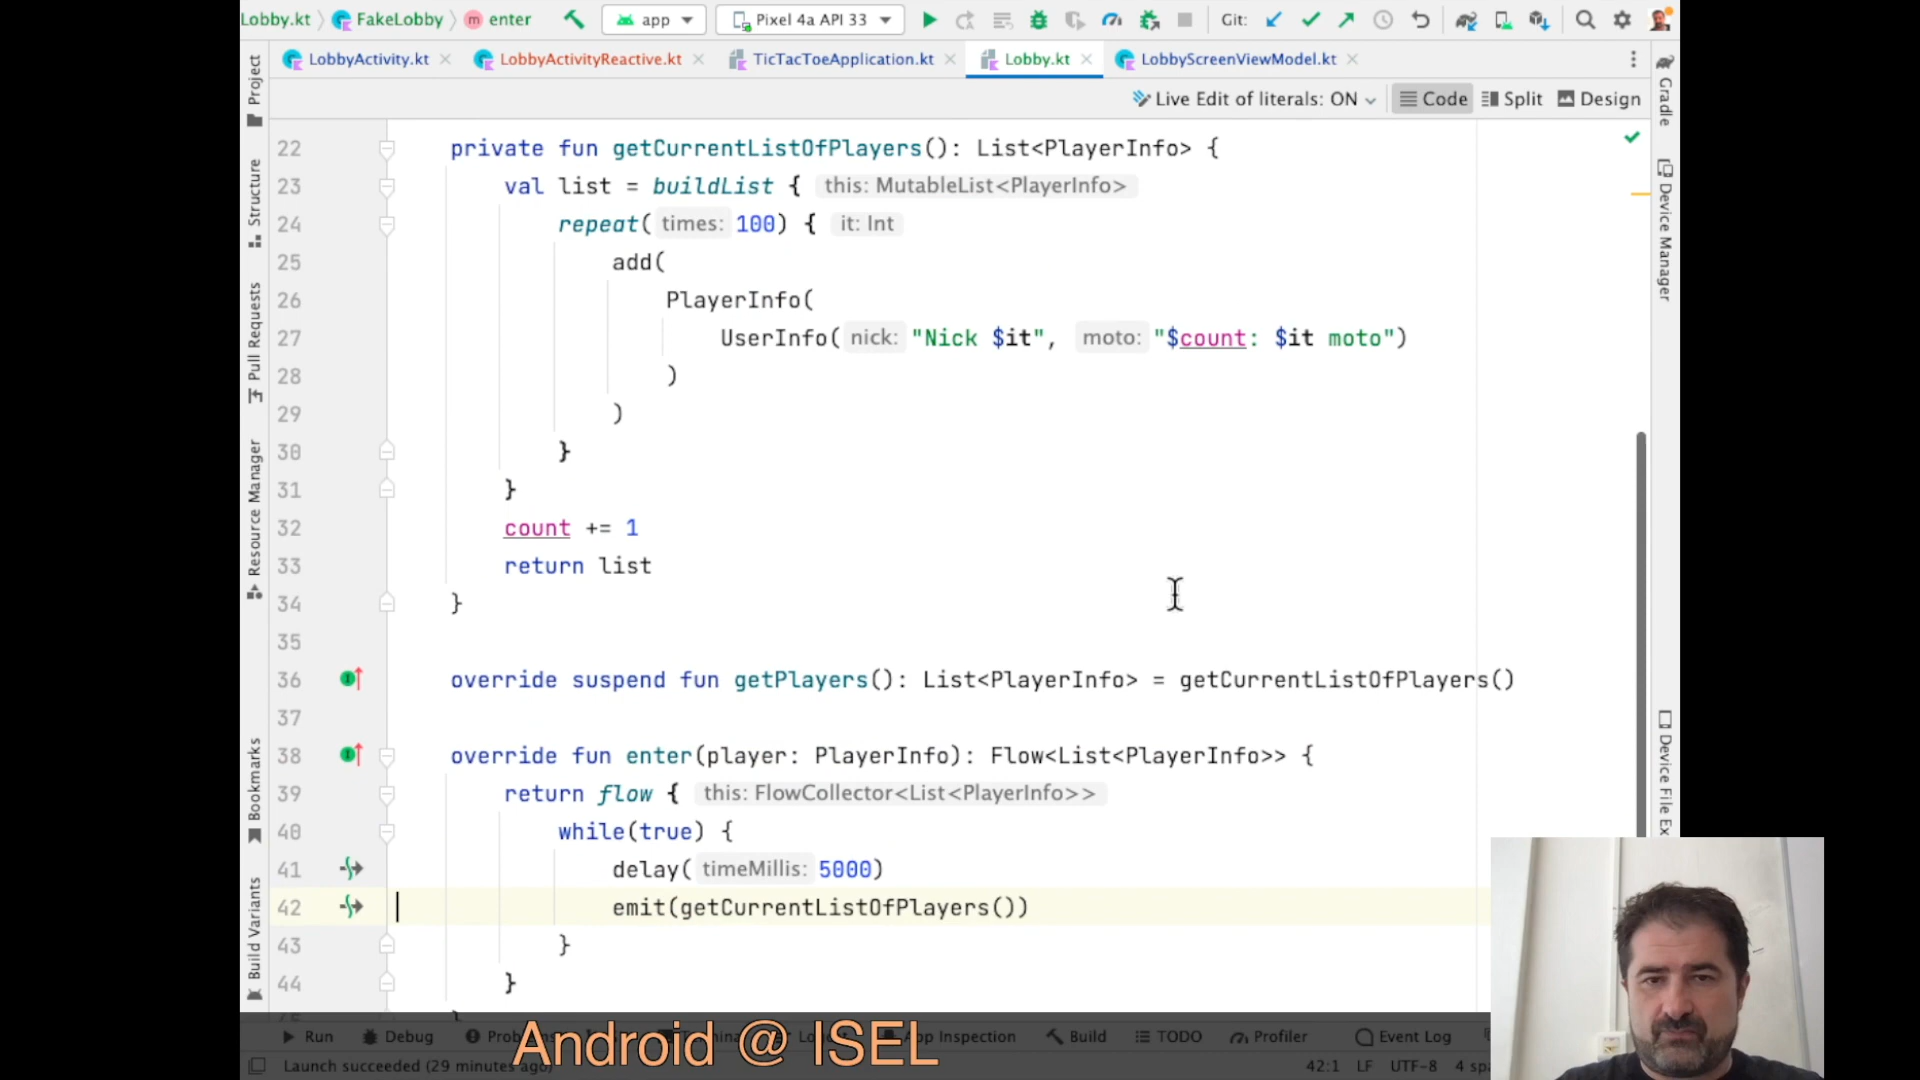 Lobby.kt FakeLobby enter app Pixel 4a API 33 Git:
LobbyActivity.kt LobbyActivityReactive.kt TicTacToeApplication.kt Lobby.kt LobbyScreenViewModel.kt
Live Edit of literals: ON Code Split Design
22 private fun getCurrentListOfPlayers(): List<PlayerInfo> {
23 val list = buildList { this: MutableList<PlayerInfo>
24 repeat( times: 100) { it: Int
25 add(
26 PlayerInfo(
27 UserInfo( nick: "Nick $it", moto: "$count: $it moto")
28 )
29 )
30 }
31 }
32 count += 1
33 return list
34 }
35
36 override suspend fun getPlayers(): List<PlayerInfo> = getCurrentListOfPlayers()
37
38 override fun enter(player: PlayerInfo): Flow<List<PlayerInfo>> {
39 return flow { this: FlowCollector<List<PlayerInfo>>
40 while(true) {
41 delay( timeMillis: 5000)
42 emit(getCurrentListOfPlayers())
43 }
44 }
Project
Structure
Pull Requests
Resource Manager
Bookmarks
Build Variants
Gradle
Device Manager
Device File Ex
Run Debug App Inspection Build TODO Profiler Event Log
Android @ ISEL
Launch succeeded (29 minutes ago) 42:1 LF UTF-8 4 sp